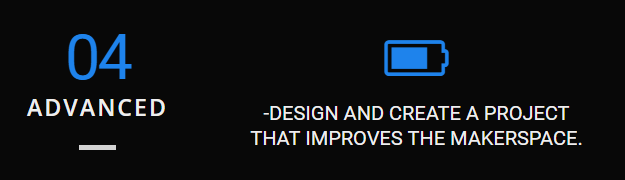 04
ADVANCED
-DESIGN AND CREATE A PROJECT
THAT IMPROVES THE MAKERSPACE.